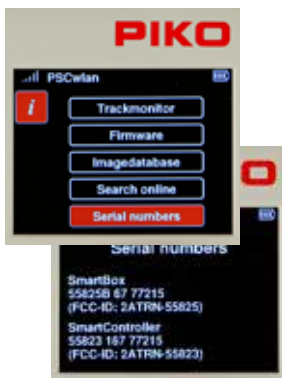 PIKO
PSCwlan
i
Trackmonitor
Firmware
Imagedatabase
Search online
Serial numbers
O
Serial numbers
SmartBox
55825B 67 77215
(FCC-ID: 2ATRN-55825)
SmartController
55823 167 77215
(FCC-ID: 2ATRN-55823)